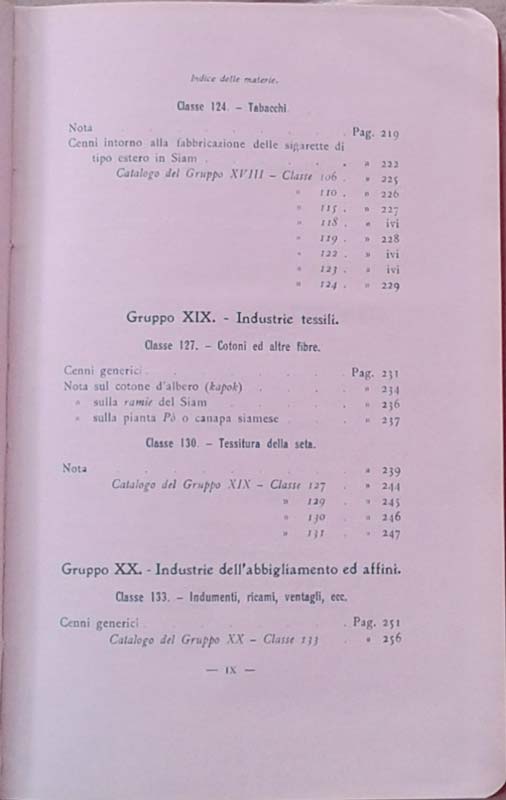 Indice delle materie.
Classe 124. – Tabacchi
Nota . . . . . . . . Pag. 219
Cenni intorno alla fabbricazione delle sigarette di
tipo estero in Siam . . . . . » 222
Catalogo del Gruppo XVIII – Classe 106 . » 225
» 110 . » 226
» 115 . » 227
» 118 . » ivi
» 119 . » 228
» 122 . » ivi
» 123 . » ivi
» 124 . » 229
Gruppo XIX. - Industrie tessili.
Classe 127. – Cotoni ed altre fibre.
Cenni generici . . . . . . . Pag. 231
Nota sul cotone d'albero (kapok) . . . . » 234
» sulla ramie del Siam . . . . . » 236
» sulla pianta Pò o canapa siamese . . . » 237
Classe 130. – Tessitura della seta.
Nota . . . . . . . . » 239
Catalogo del Gruppo XIX – Classe 127 . » 244
» 129 . » 245
» 130 . » 246
» 131 . » 247
Gruppo XX. - Industrie dell'abbigliamento ed affini.
Classe 133. – Indumenti, ricami, ventagli, ecc.
Cenni generici . . . . . . . Pag. 251
Catalogo del Gruppo XX – Classe 133 . » 256
— IX —